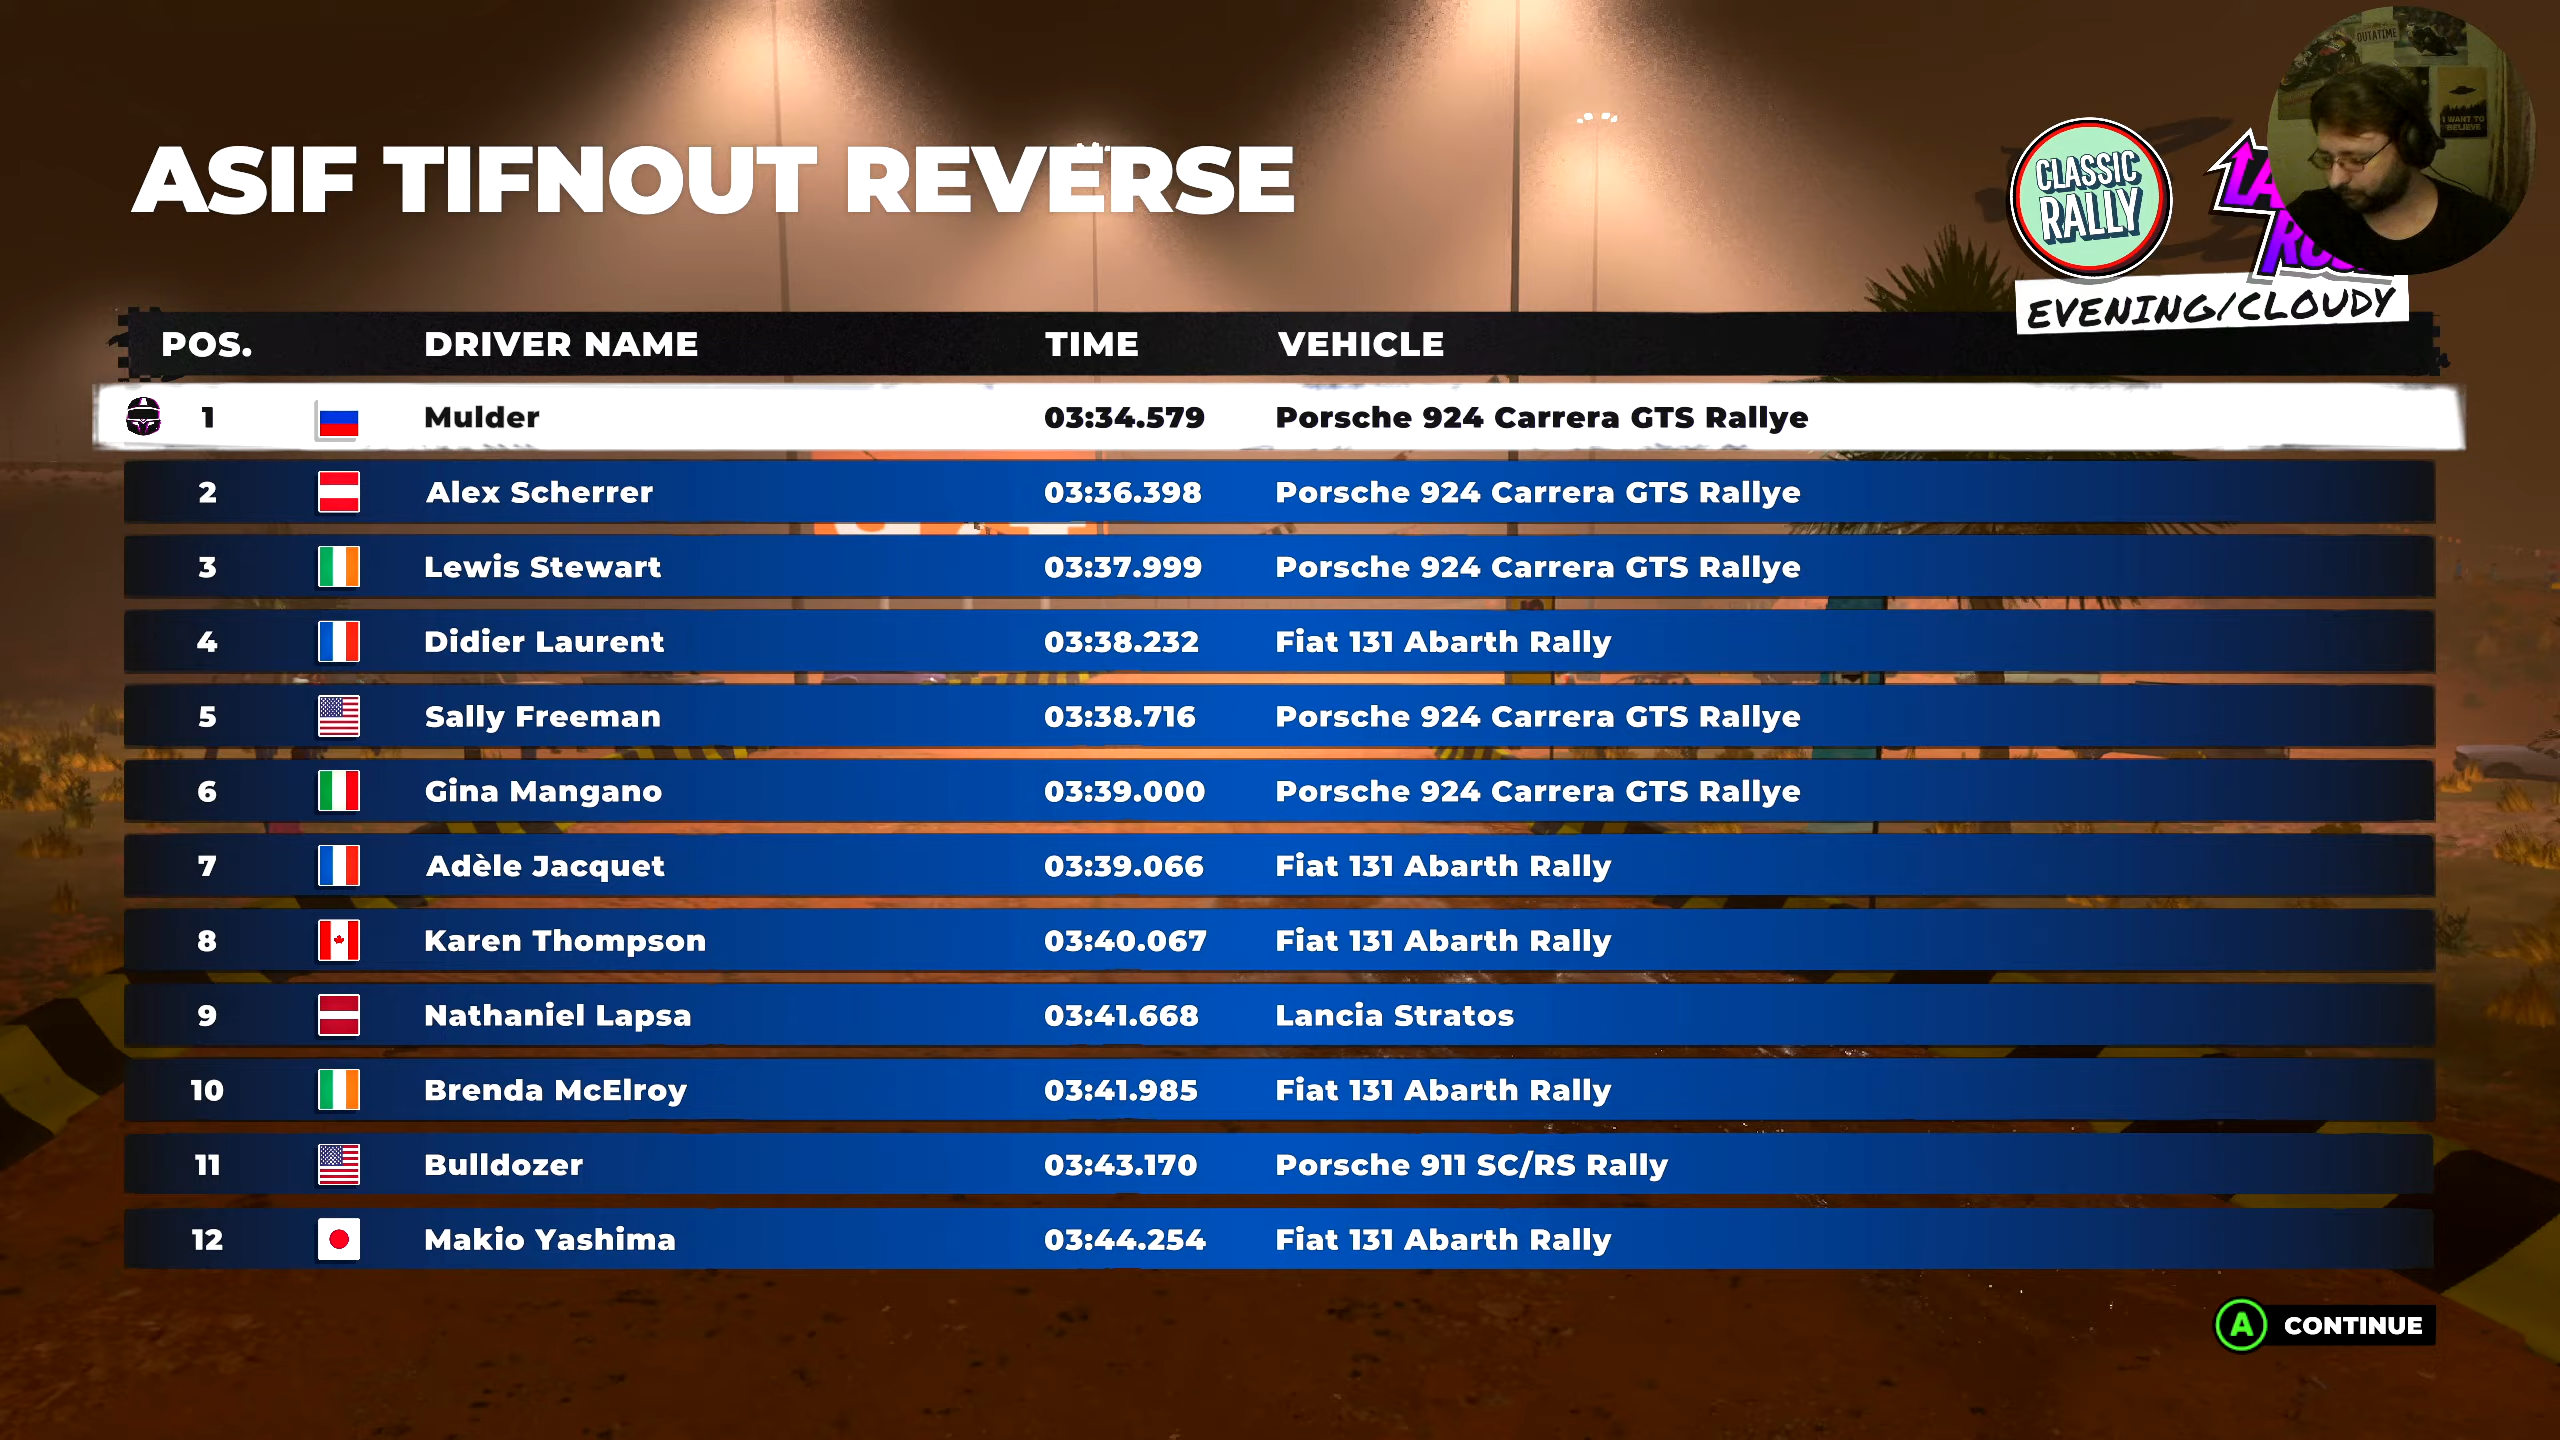 OUTATIME
I WANT TO BELIEVE
ASIF TIFNOUT REVERSE
CLASSIC RALLY
EVENING/CLOUDY
POS. DRIVER NAME TIME VEHICLE
1 Mulder 03:34.579 Porsche 924 Carrera GTS Rallye
2 Alex Scherrer 03:36.398 Porsche 924 Carrera GTS Rallye
3 Lewis Stewart 03:37.999 Porsche 924 Carrera GTS Rallye
4 Didier Laurent 03:38.232 Fiat 131 Abarth Rally
5 Sally Freeman 03:38.716 Porsche 924 Carrera GTS Rallye
6 Gina Mangano 03:39.000 Porsche 924 Carrera GTS Rallye
7 Adèle Jacquet 03:39.066 Fiat 131 Abarth Rally
8 Karen Thompson 03:40.067 Fiat 131 Abarth Rally
9 Nathaniel Lapsa 03:41.668 Lancia Stratos
10 Brenda McElroy 03:41.985 Fiat 131 Abarth Rally
11 Bulldozer 03:43.170 Porsche 911 SC/RS Rally
12 Makio Yashima 03:44.254 Fiat 131 Abarth Rally
A CONTINUE